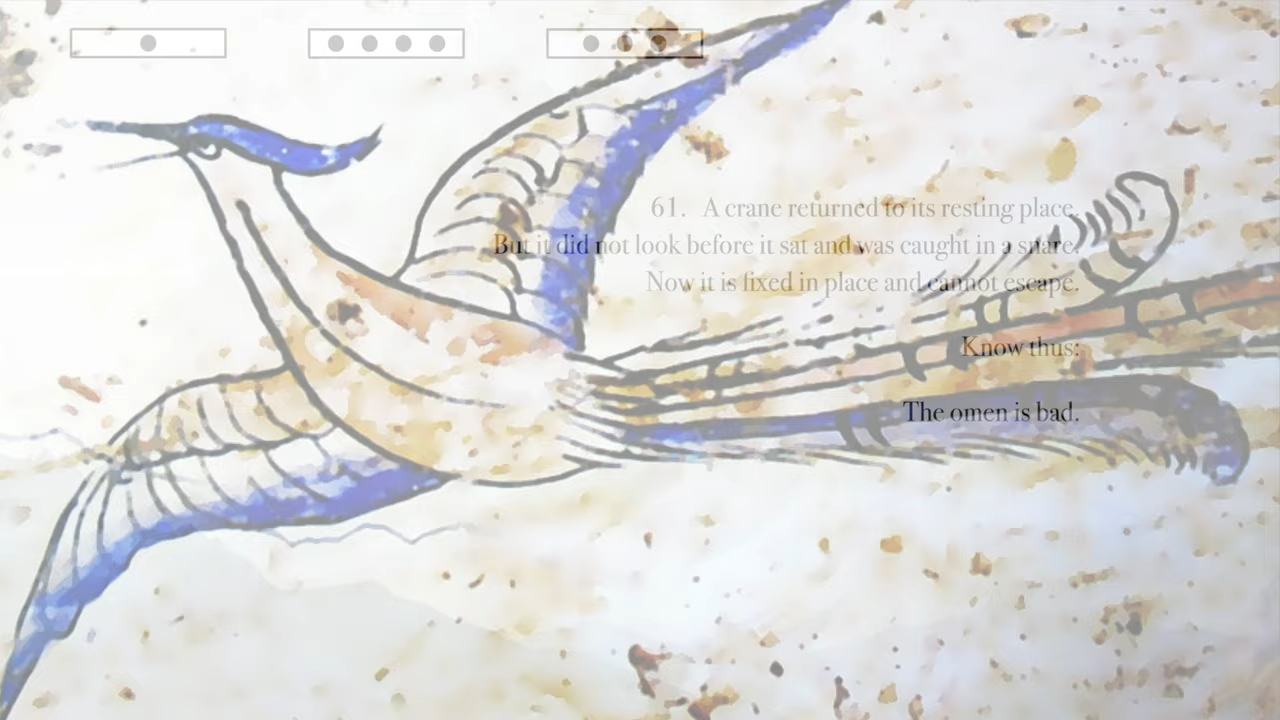 61. A crane returned to its resting place.
But it did not look before it sat and was caught in a snare.
Now it is fixed in place and cannot escape.
Know thus:
The omen is bad.